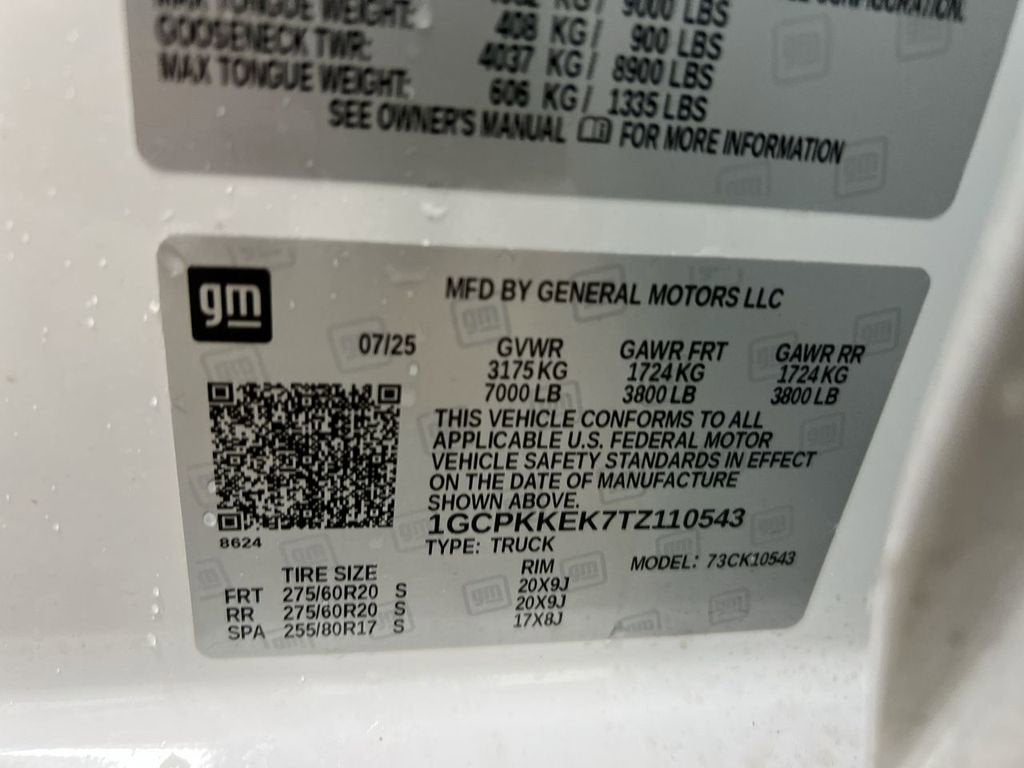 MAX TONGUE WEIGHT: 408 KG / 900 LBS
GOOSENECK TWR: 4037 KG / 8900 LBS
MAX TONGUE WEIGHT: 606 KG / 1335 LBS
SEE OWNER'S MANUAL FOR MORE INFORMATION
gm
MFD BY GENERAL MOTORS LLC
07/25
GVWR GAWR FRT GAWR RR
3175 KG 1724 KG 1724 KG
7000 LB 3800 LB 3800 LB
THIS VEHICLE CONFORMS TO ALL
APPLICABLE U.S. FEDERAL MOTOR
VEHICLE SAFETY STANDARDS IN EFFECT
ON THE DATE OF MANUFACTURE
SHOWN ABOVE.
1GCPKKEK7TZ110543
8624
TYPE: TRUCK MODEL: 73CK10543
TIRE SIZE RIM
FRT 275/60R20 S 20X9J
RR 275/60R20 S 20X9J
SPA 255/80R17 S 17X8J